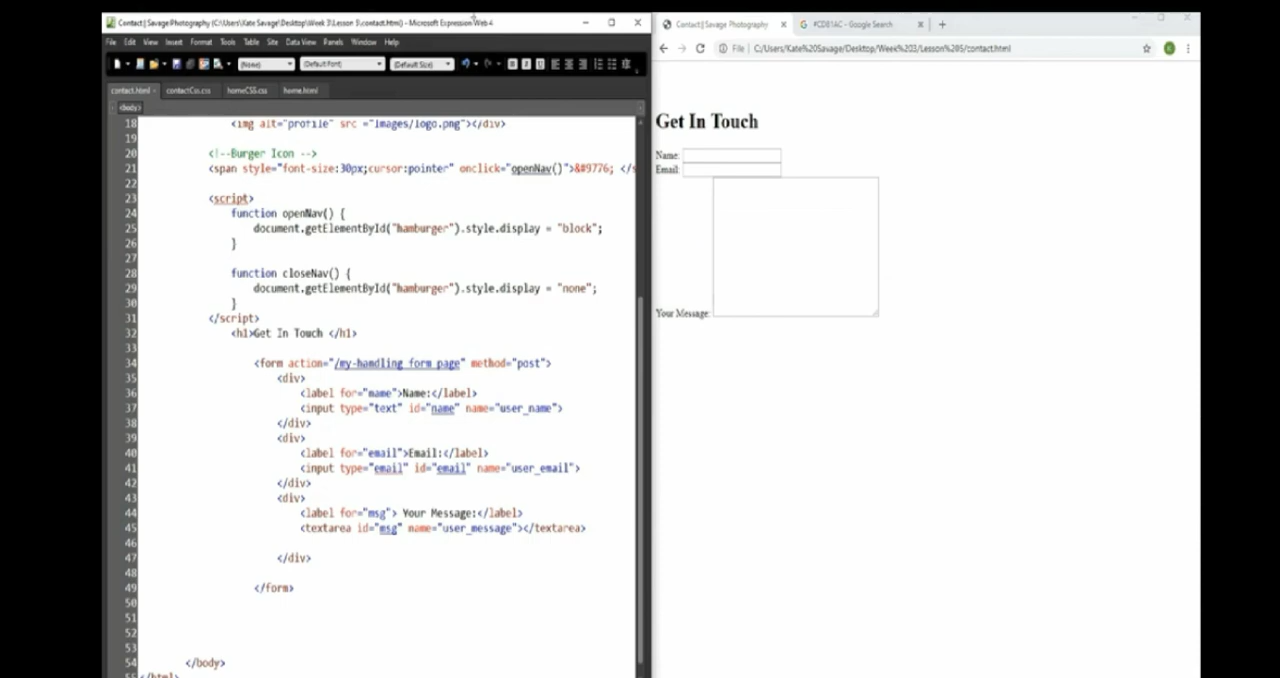 Contact | Savage Photography (C:\Users\Kate Savage\Desktop\Week 3\Lesson 5\contact.html) - Microsoft Expression Web 4
File Edit View Insert Format Tools Table Site Data View Panels Window Help
(None) (Default Font) (Default Size)
contact.html contactCss.css homeCSS.css home.html
<body>
18 <img alt="profile" src ="images/logo.png"></div>
19
20 <!--Burger Icon -->
21 <span style="font-size:30px;cursor:pointer" onclick="openNav()">&#9776; </s
22
23 <script>
24 function openNav() {
25 document.getElementById("hamburger").style.display = "block";
26 }
27
28 function closeNav() {
29 document.getElementById("hamburger").style.display = "none";
30 }
31 </script>
32 <h1>Get In Touch </h1>
33
34 <form action="/my-handling form page" method="post">
35 <div>
36 <label for="name">Name:</label>
37 <input type="text" id="name" name="user_name">
38 </div>
39 <div>
40 <label for="email">Email:</label>
41 <input type="email" id="email" name="user_email">
42 </div>
43 <div>
44 <label for="msg"> Your Message:</label>
45 <textarea id="msg" name="user_message"></textarea>
46
47 </div>
48
49 </form>
50
51
52
53
54 </body>
55 </html>
Contact | Savage Photography
#CDB1AC - Google Search
File C:/Users/Kate%20Savage/Desktop/Week%203/Lesson%205/contact.html
Get In Touch
Name:
Email:
Your Message: